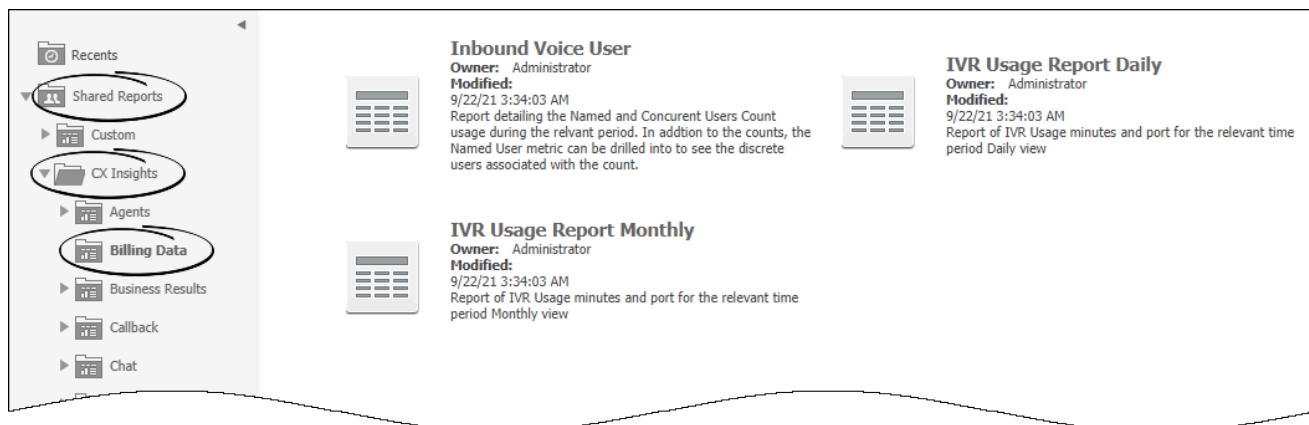 Recents
Shared Reports
Custom
CX Insights
Agents
Billing Data
Business Results
Callback
Chat
Inbound Voice User
Owner: Administrator
Modified:
9/22/21 3:34:03 AM
Report detailing the Named and Concurent Users Count
usage during the relvant period. In addtion to the counts, the
Named User metric can be drilled into to see the discrete
users associated with the count.
IVR Usage Report Daily
Owner: Administrator
Modified:
9/22/21 3:34:03 AM
Report of IVR Usage minutes and port for the relevant time
period Daily view
IVR Usage Report Monthly
Owner: Administrator
Modified:
9/22/21 3:34:03 AM
Report of IVR Usage minutes and port for the relevant time
period Monthly view